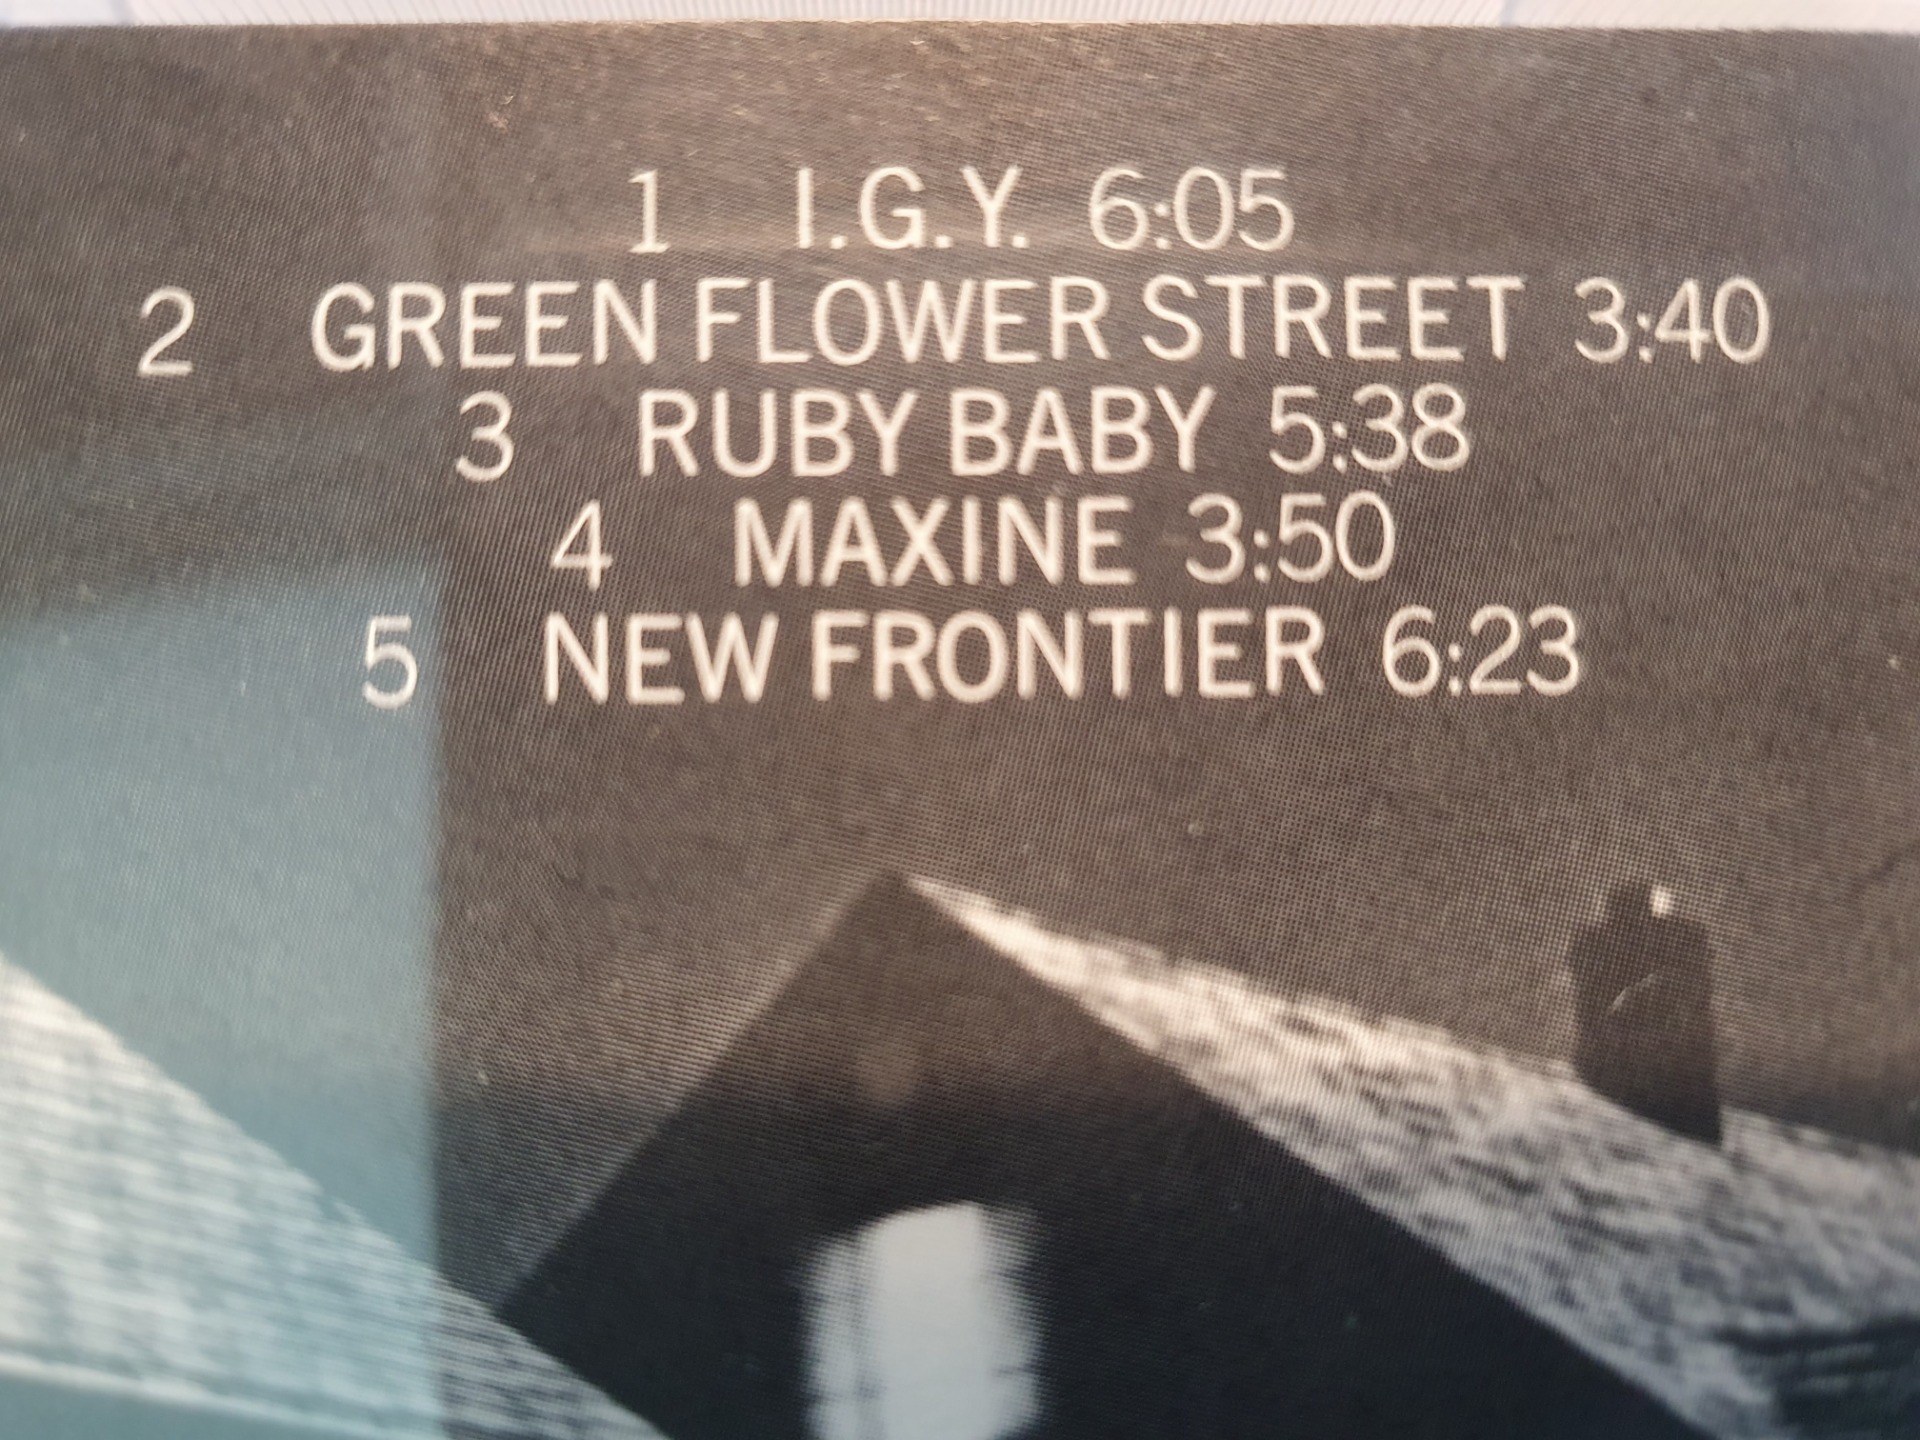 1 I.G.Y. 6:05
2 GREEN FLOWER STREET 3:40
3 RUBY BABY 5:38
4 MAXINE 3:50
5 NEW FRONTIER 6:23